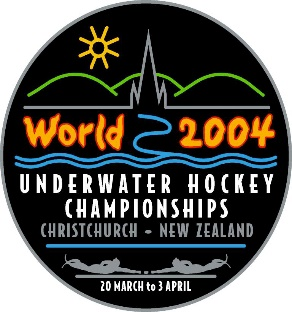 World 2004
UNDERWATER HOCKEY
CHAMPIONSHIPS
CHRISTCHURCH - NEW ZEALAND
20 MARCH to 3 APRIL